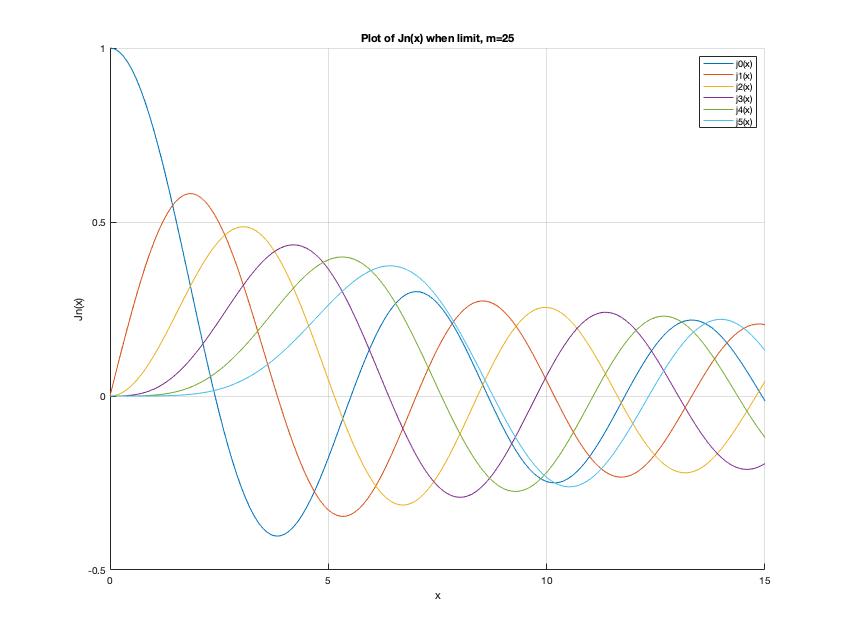 Plot of Jn(x) when limit, m=25
j0(x)
j1(x)
j2(x)
j3(x)
j4(x)
j5(x)
1
0.5
0
-0.5
Jn(x)
0
5
10
15
x